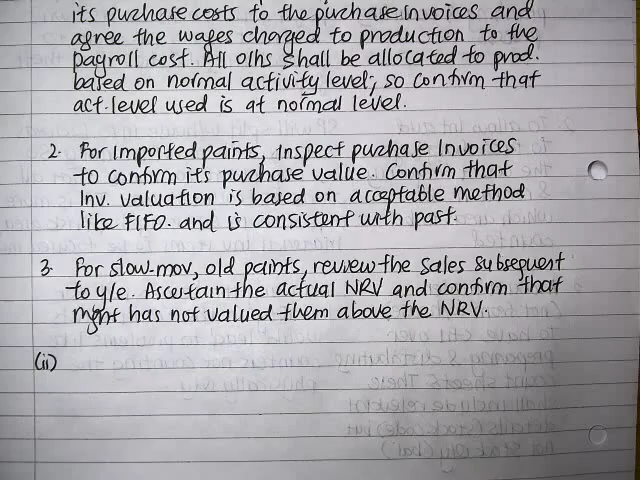 its purchase costs to the purchase invoices and
agree the wages charged to production to the
payroll cost. All o/hs shall be allocated to prod.
based on normal activity level, so confirm that
act. level used is at normal level.
2. For imported paints, inspect purchase invoices
to confirm its purchase value. Confirm that
Inv. valuation is based on acceptable method
like FIFO and is consistent with past.
3. For slow-mov, old paints, review the sales subsequent
to y/e. Ascertain the actual NRV and confirm that
mgnt has not valued them above the NRV.
(ii)